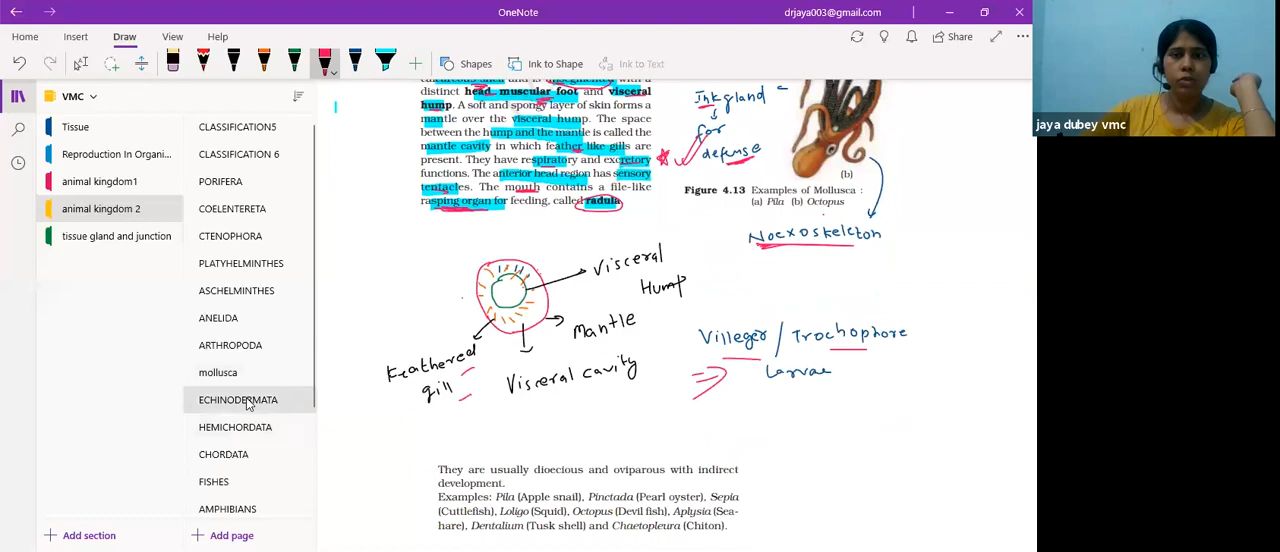 OneNote
drjaya003@gmail.com
Home
Insert
Draw
View
Help
Share
Shapes
Ink to Shape
Ink to Text
VMC
Tissue
Reproduction In Organi...
animal kingdom1
animal kingdom 2
tissue gland and junction
CLASSIFICATION5
CLASSIFICATION 6
PORIFERA
COELENTERETA
CTENOPHORA
PLATYHELMINTHES
ASCHELMINTHES
ANELIDA
ARTHROPODA
mollusca
ECHINODERMATA
HEMICHORDATA
CHORDATA
FISHES
AMPHIBIANS
Add section
Add page
distinct head muscular foot and visceral
hump. A soft and spongy layer of skin forms a
mantle over the visceral hump. The space
between the hump and the mantle is called the
mantle cavity in which feather like gills are
present. They have respiratory and excretory
functions. The anterior head region has sensory
tentacles. The mouth contains a file-like
rasping organ for feeding, called radula
Ink gland
for
defense
(b)
Figure 4.13 Examples of Mollusca :
(a) Pila (b) Octopus
Noexoskeleton
Visceral
Hump
Mantle
Visceral cavity
Feathered
gill
Villeger / Trochophore
Larvae
They are usually dioecious and oviparous with indirect
development.
Examples: Pila (Apple snail), Pinctada (Pearl oyster), Sepia
(Cuttlefish), Loligo (Squid), Octopus (Devil fish), Aplysia (Sea-
hare), Dentalium (Tusk shell) and Chaetopleura (Chiton).
jaya dubey vmc